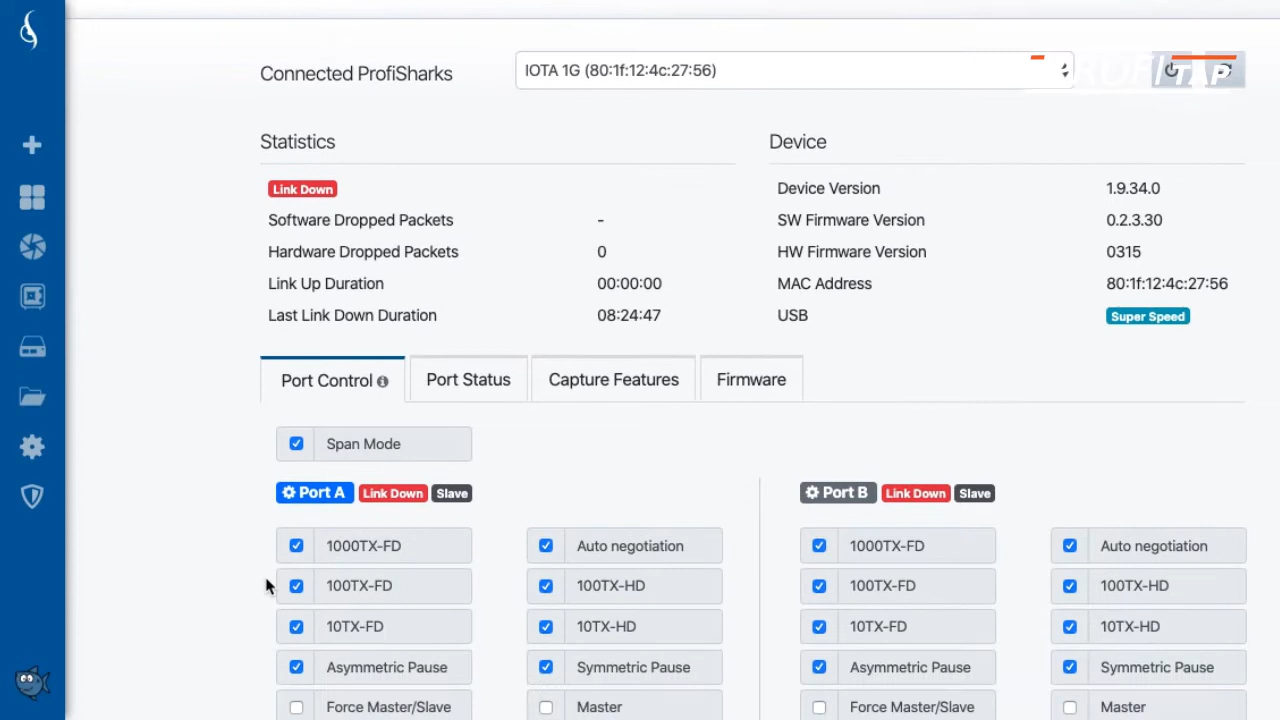 Connected ProfiSharks
IOTA 1G (80:1f:12:4c:27:56)
PROFITAP
Statistics
Device
Link Down
Device Version 1.9.34.0
Software Dropped Packets -
SW Firmware Version 0.2.3.30
Hardware Dropped Packets 0
HW Firmware Version 0315
Link Up Duration 00:00:00
MAC Address 80:1f:12:4c:27:56
Last Link Down Duration 08:24:47
USB Super Speed
Port Control Port Status Capture Features Firmware
Span Mode
Port A Link Down Slave
Port B Link Down Slave
1000TX-FD Auto negotiation 1000TX-FD Auto negotiation
100TX-FD 100TX-HD 100TX-FD 100TX-HD
10TX-FD 10TX-HD 10TX-FD 10TX-HD
Asymmetric Pause Symmetric Pause Asymmetric Pause Symmetric Pause
Force Master/Slave Master Force Master/Slave Master